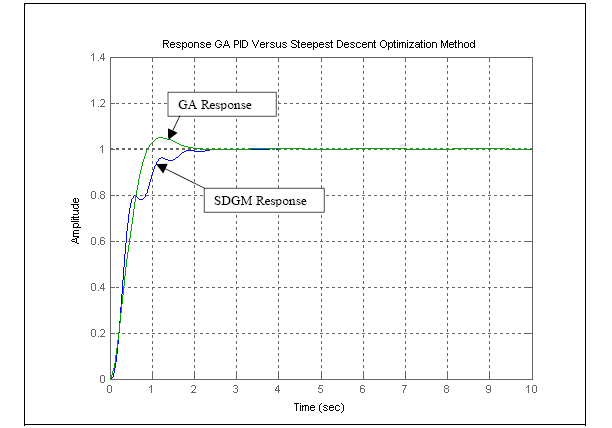 Response GA PID Versus Steepest Descent Optimization Method
1.4
1.2
1
0.8
0.6
0.4
0.2
0
Amplitude
GA Response
SDGM Response
0 1 2 3 4 5 6 7 8 9 10
Time (sec)